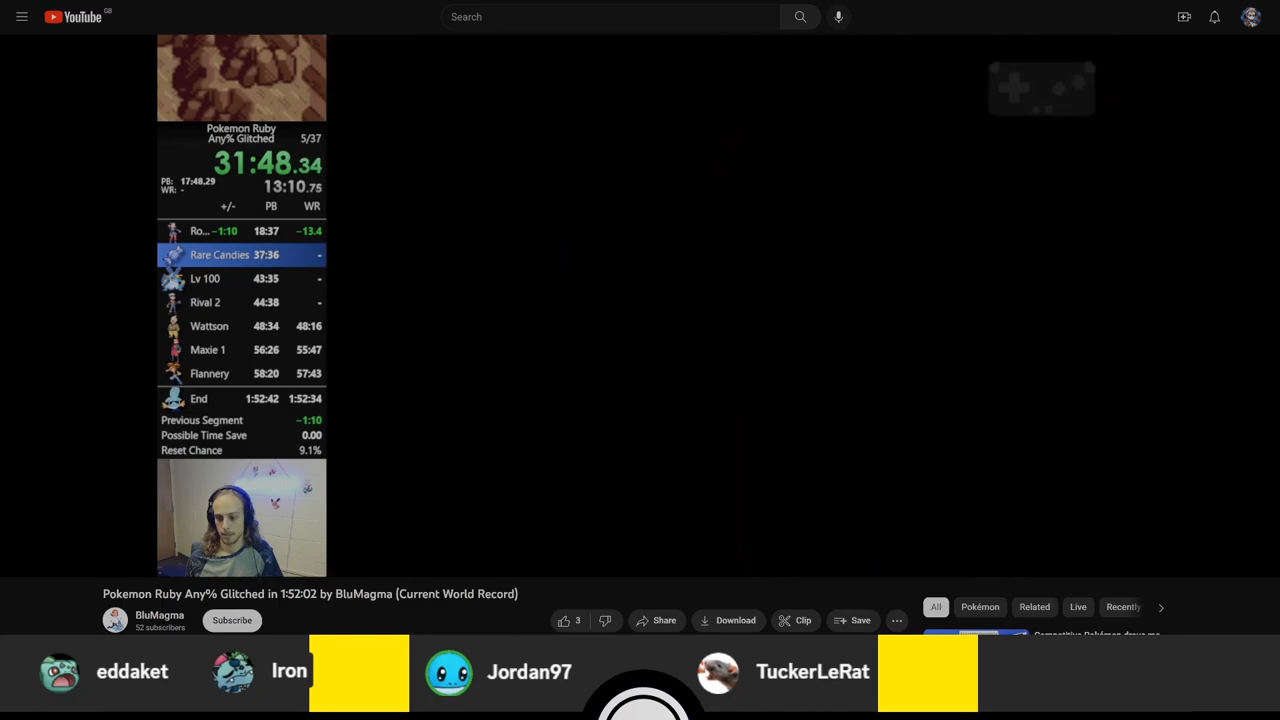 YouTube GB
Search
Pokemon Ruby
Any% Glitched 5/37
31:48.34
PB: 17:48.29
WR: -
13:10.75
+/- PB WR
Ro... −1:10 18:37 −13.4
Rare Candies 37:36 -
Lv 100 43:35 -
Rival 2 44:38 -
Wattson 48:34 48:16
Maxie 1 56:26 55:47
Flannery 58:20 57:43
End 1:52:42 1:52:34
Previous Segment −1:10
Possible Time Save 0.00
Reset Chance 9.1%
Pokemon Ruby Any% Glitched in 1:52:02 by BluMagma (Current World Record)
BluMagma
52 subscribers
Subscribe
3
Share
Download
Clip
Save
All
Pokémon
Related
Live
Recently
Competitive Pokémon drove me
eddaket
Iron
Jordan97
TuckerLeRat